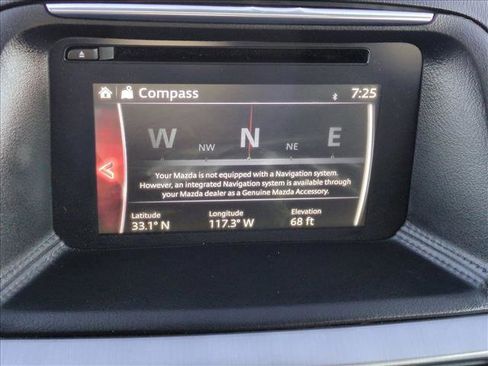 Compass 7:25
W NW N NE E
Your Mazda is not equipped with a Navigation system.
However, an integrated Navigation system is available through
your Mazda dealer as a Genuine Mazda Accessory.
Latitude Longitude Elevation
33.1° N 117.3° W 68 ft